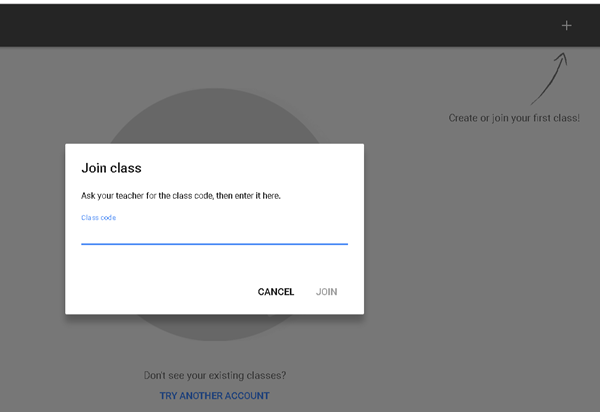 +
Create or join your first class!
Join class
Ask your teacher for the class code, then enter it here.
Class code
CANCEL JOIN
Don't see your existing classes?
TRY ANOTHER ACCOUNT